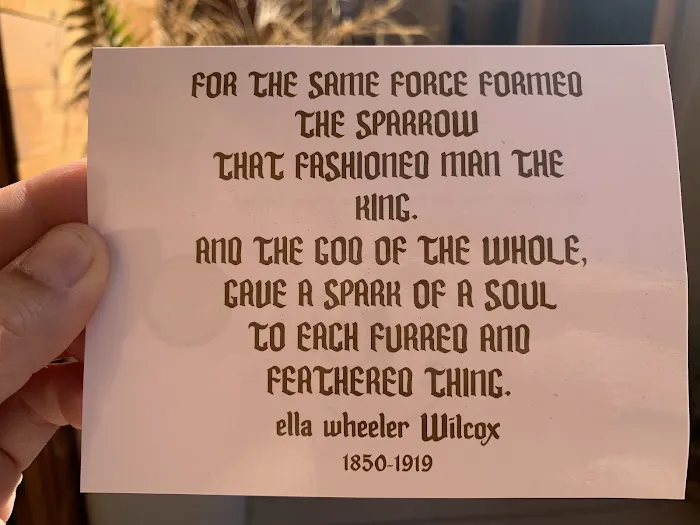 FOR THE SAME FORCE FORMED
THE SPARROW
THAT FASHIONED MAN THE
KING.
AND THE GOD OF THE WHOLE,
GAVE A SPARK OF A SOUL
TO EACH FURRED AND
FEATHERED THING.
ella wheeler Wilcox
1850-1919